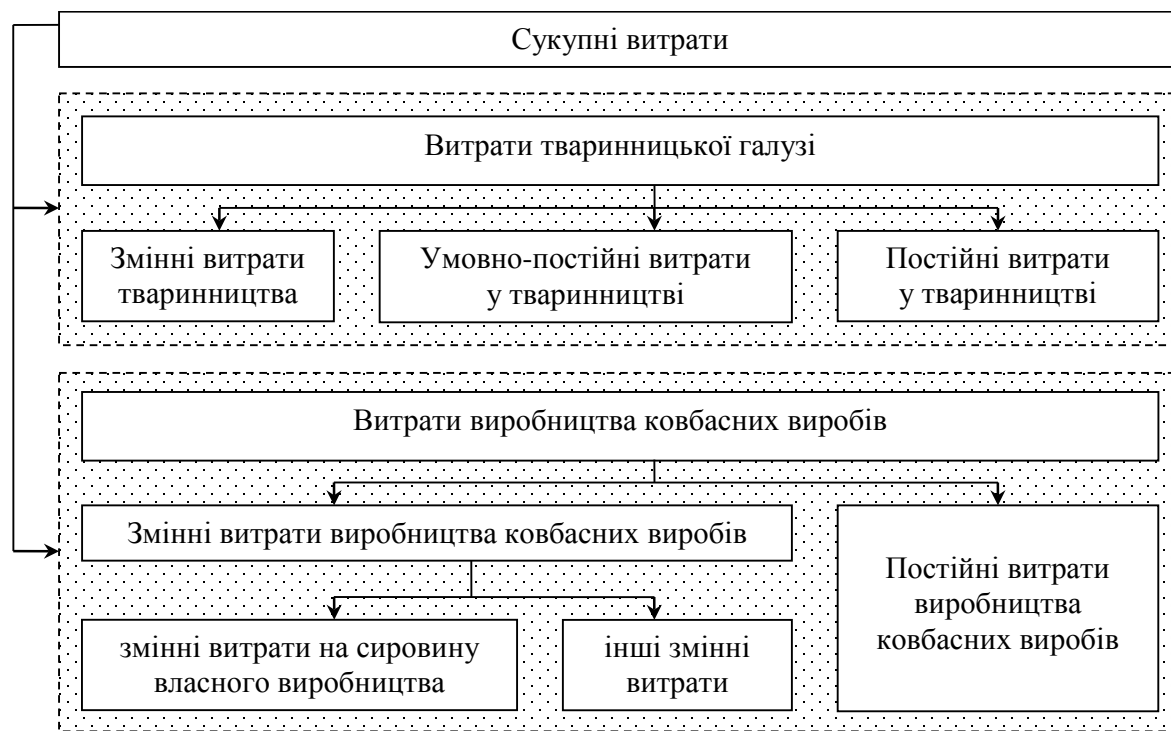 Сукупні витрати
Витрати тваринницької галузі
Змінні витрати
тваринництва
Умовно-постійні витрати
у тваринництві
Постійні витрати
у тваринництві
Витрати виробництва ковбасних виробів
Змінні витрати виробництва ковбасних виробів
Постійні витрати
виробництва
ковбасних виробів
змінні витрати на сировину
власного виробництва
інші змінні
витрати